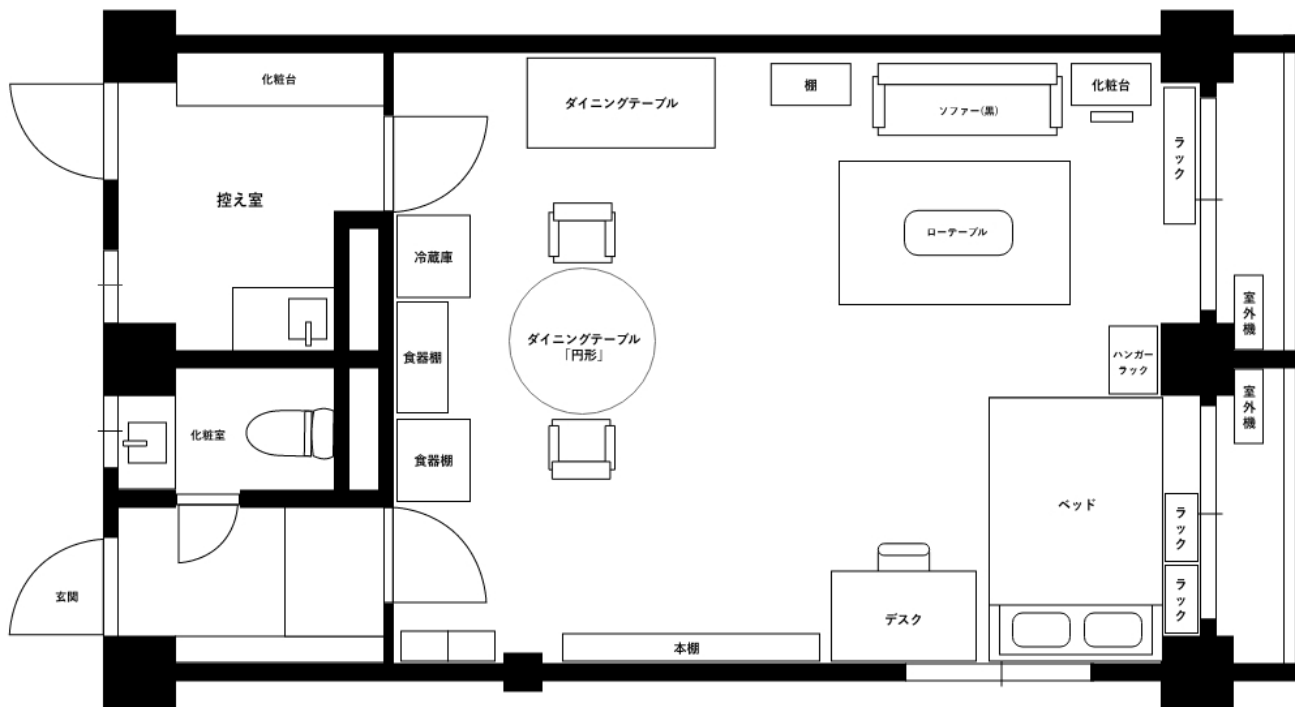 化粧台
ダイニングテーブル
棚
ソファー(黒)
化粧台
ラック
控え室
ローテーブル
冷蔵庫
室外機
食器棚
ダイニングテーブル
「円形」
ハンガー
ラック
室外機
化粧室
食器棚
ベッド
ラック
ラック
玄関
デスク
本棚